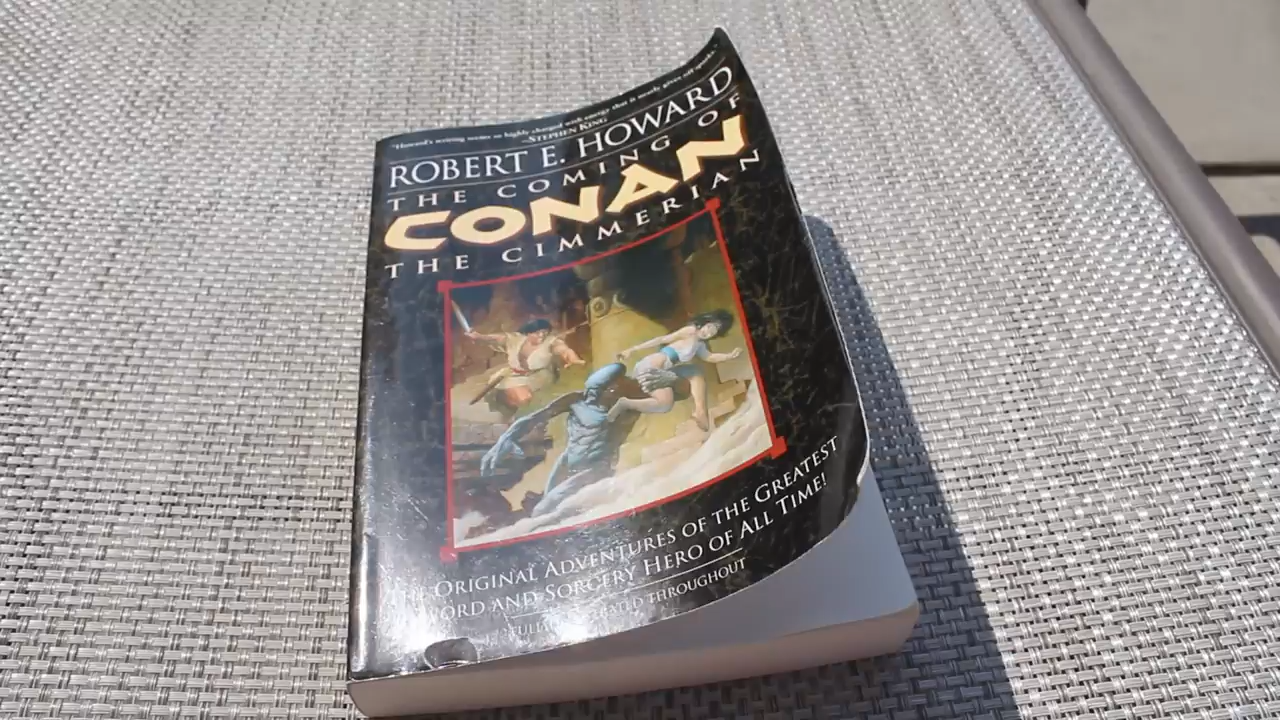 "Howard's writing seems so highly charged with energy that it nearly gives off sparks."
—STEPHEN KING
ROBERT E. HOWARD
THE COMING OF
CONAN
THE CIMMERIAN
ORIGINAL ADVENTURES OF THE GREATEST
SWORD AND SORCERY HERO OF ALL TIME!
FULLY ILLUSTRATED THROUGHOUT